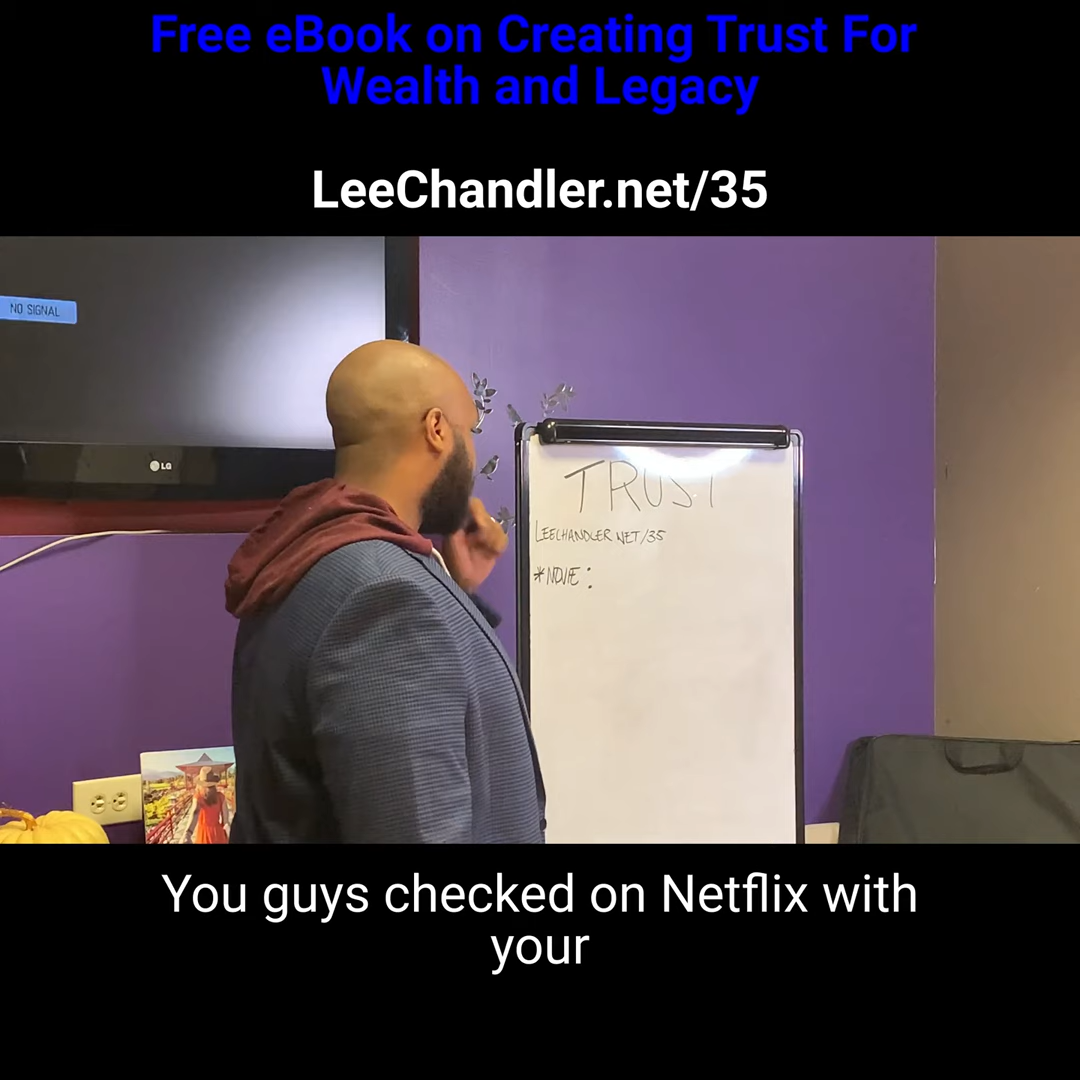 Free eBook on Creating Trust For
Wealth and Legacy
LeeChandler.net/35
NO SIGNAL
LG
TRUST
LEECHANDLER.NET/35
:
You guys checked on Netflix with
your